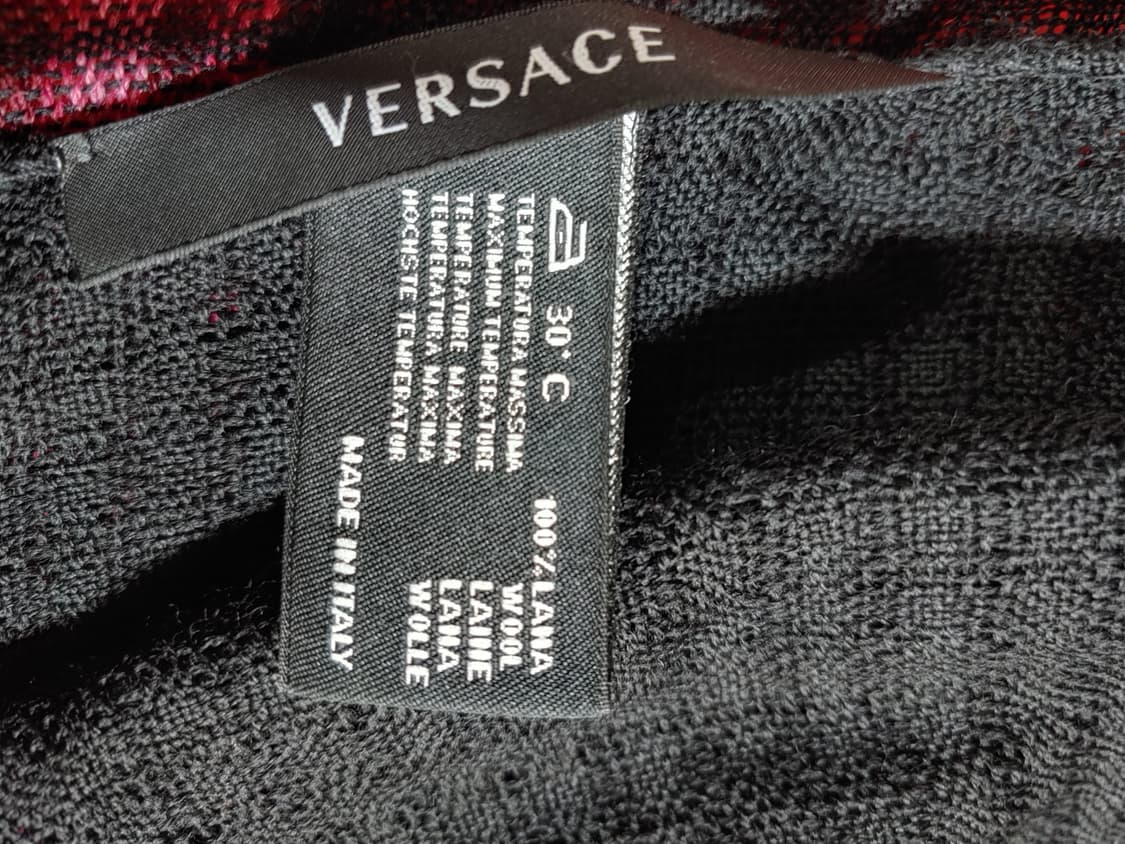 VERSACE
30° C
TEMPERATURA MASSIMA
MAXIMUM TEMPERATURE
TEMPERATURE MAXIMA
TEMPERATURA MAXIMA
HOCHSTE TEMPERATUR
100% LANA
WOOL
LAINE
LANA
WOLLE
MADE IN ITALY